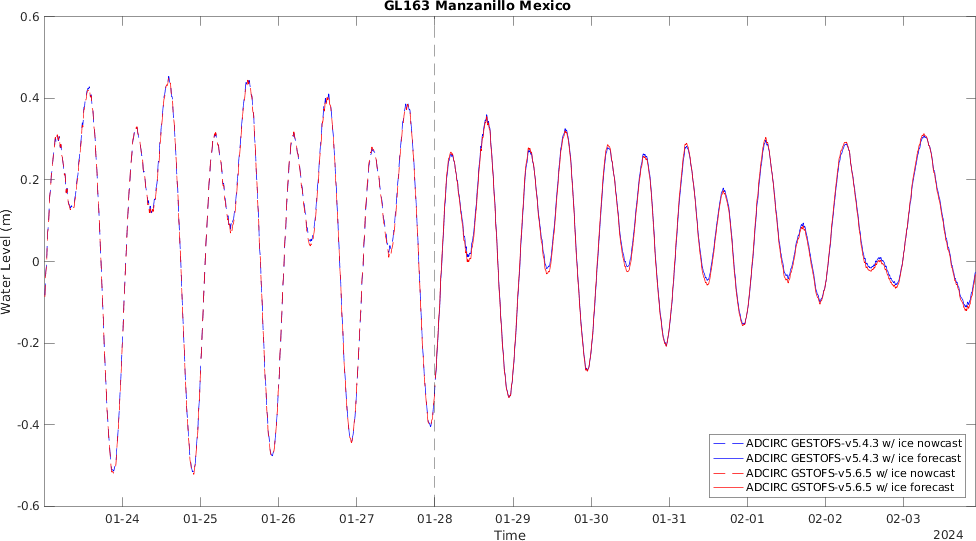 GL163 Manzanillo Mexico
0.6
0.4
0.2
0
-0.2
-0.4
-0.6
Water Level (m)
01-24
01-25
01-26
01-27
01-28
01-29
01-30
01-31
02-01
02-02
02-03
Time
2024
ADCIRC GESTOFS-v5.4.3 w/ ice nowcast
ADCIRC GESTOFS-v5.4.3 w/ ice forecast
ADCIRC GSTOFS-v5.6.5 w/ ice nowcast
ADCIRC GSTOFS-v5.6.5 w/ ice forecast